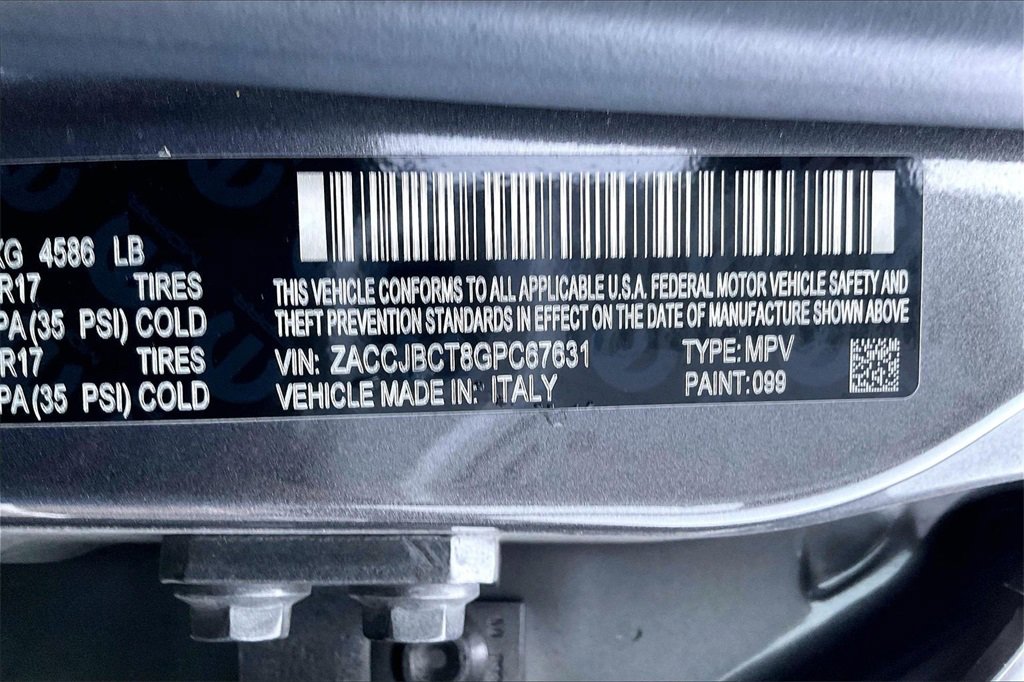 KG 4586 LB
R17 TIRES
PA(35 PSI) COLD
R17 TIRES
PA(35 PSI) COLD
THIS VEHICLE CONFORMS TO ALL APPLICABLE U.S.A. FEDERAL MOTOR VEHICLE SAFETY AND
THEFT PREVENTION STANDARDS IN EFFECT ON THE DATE OF MANUFACTURE SHOWN ABOVE
VIN: ZACCJBCT8GPC67631 TYPE: MPV
VEHICLE MADE IN: ITALY PAINT: 099